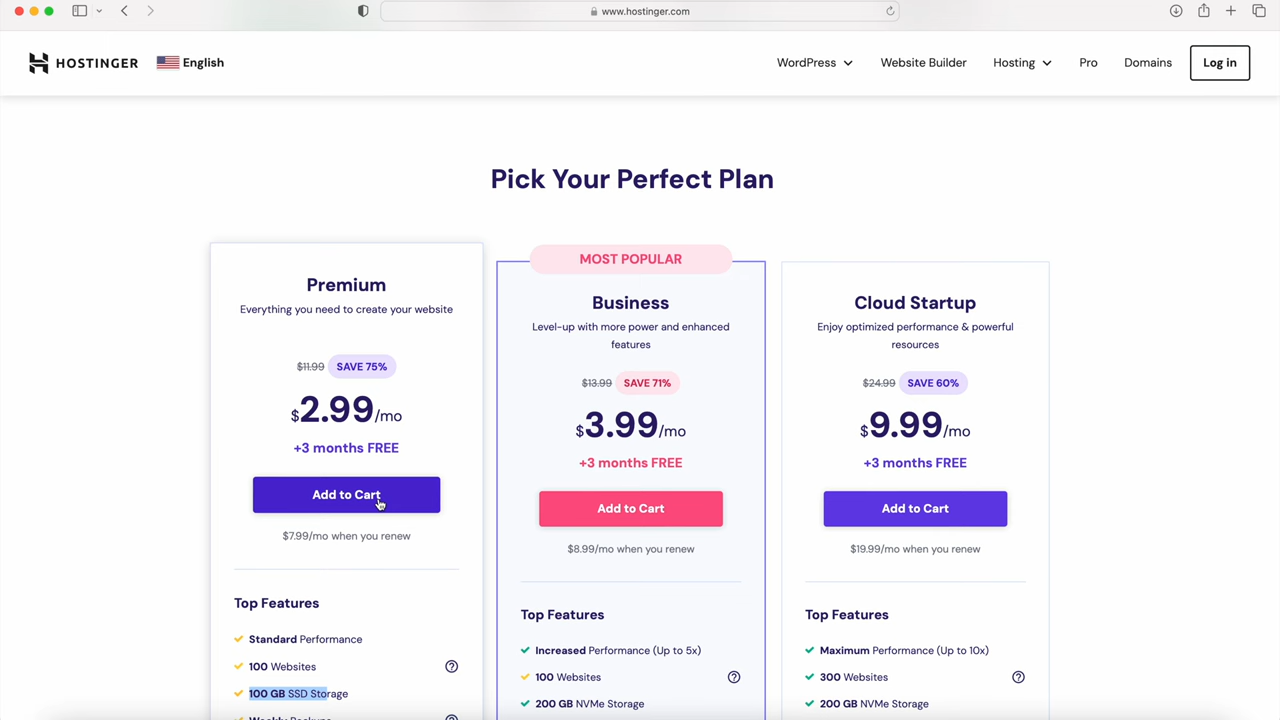 www.hostinger.com
HOSTINGER
English
WordPress
Website Builder
Hosting
Pro
Domains
Log in
Pick Your Perfect Plan
Premium
Everything you need to create your website
$11.99 SAVE 75%
$2.99/mo
+3 months FREE
Add to Cart
$7.99/mo when you renew
Top Features
Standard Performance
100 Websites
100 GB SSD Storage
MOST POPULAR
Business
Level-up with more power and enhanced
features
$13.99 SAVE 71%
$3.99/mo
+3 months FREE
Add to Cart
$8.99/mo when you renew
Top Features
Increased Performance (Up to 5x)
100 Websites
200 GB NVMe Storage
Cloud Startup
Enjoy optimized performance & powerful
resources
$24.99 SAVE 60%
$9.99/mo
+3 months FREE
Add to Cart
$19.99/mo when you renew
Top Features
Maximum Performance (Up to 10x)
300 Websites
200 GB NVMe Storage